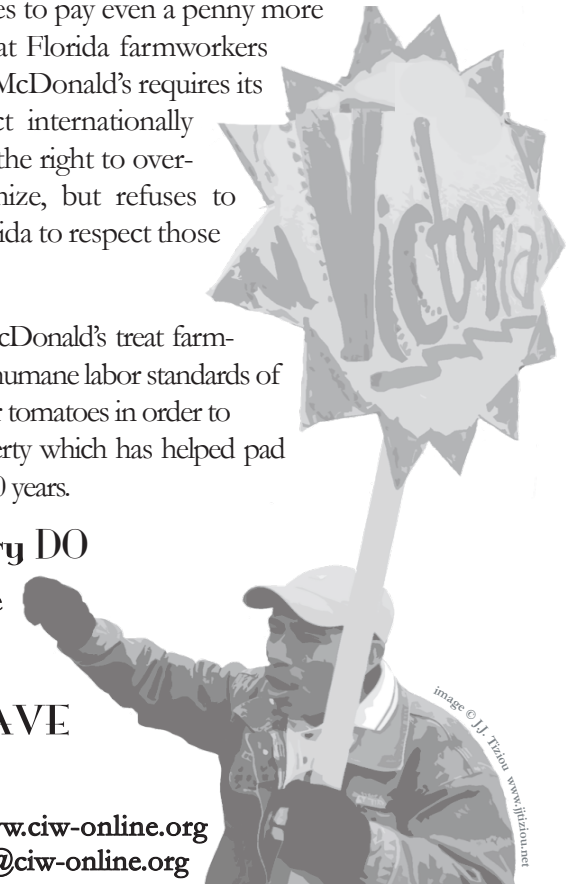 es to pay even a penny more
at Florida farmworkers
McDonald's requires its
ct internationally
the right to over-
nize, but refuses to
ida to respect those
cDonald's treat farm-
humane labor standards of
r tomatoes in order to
erty which has helped pad
0 years.
ry DO
e
AVE
w.ciw-online.org
@ciw-online.org
Victoria
image © J.J. Tiziou www.jjtiziou.net